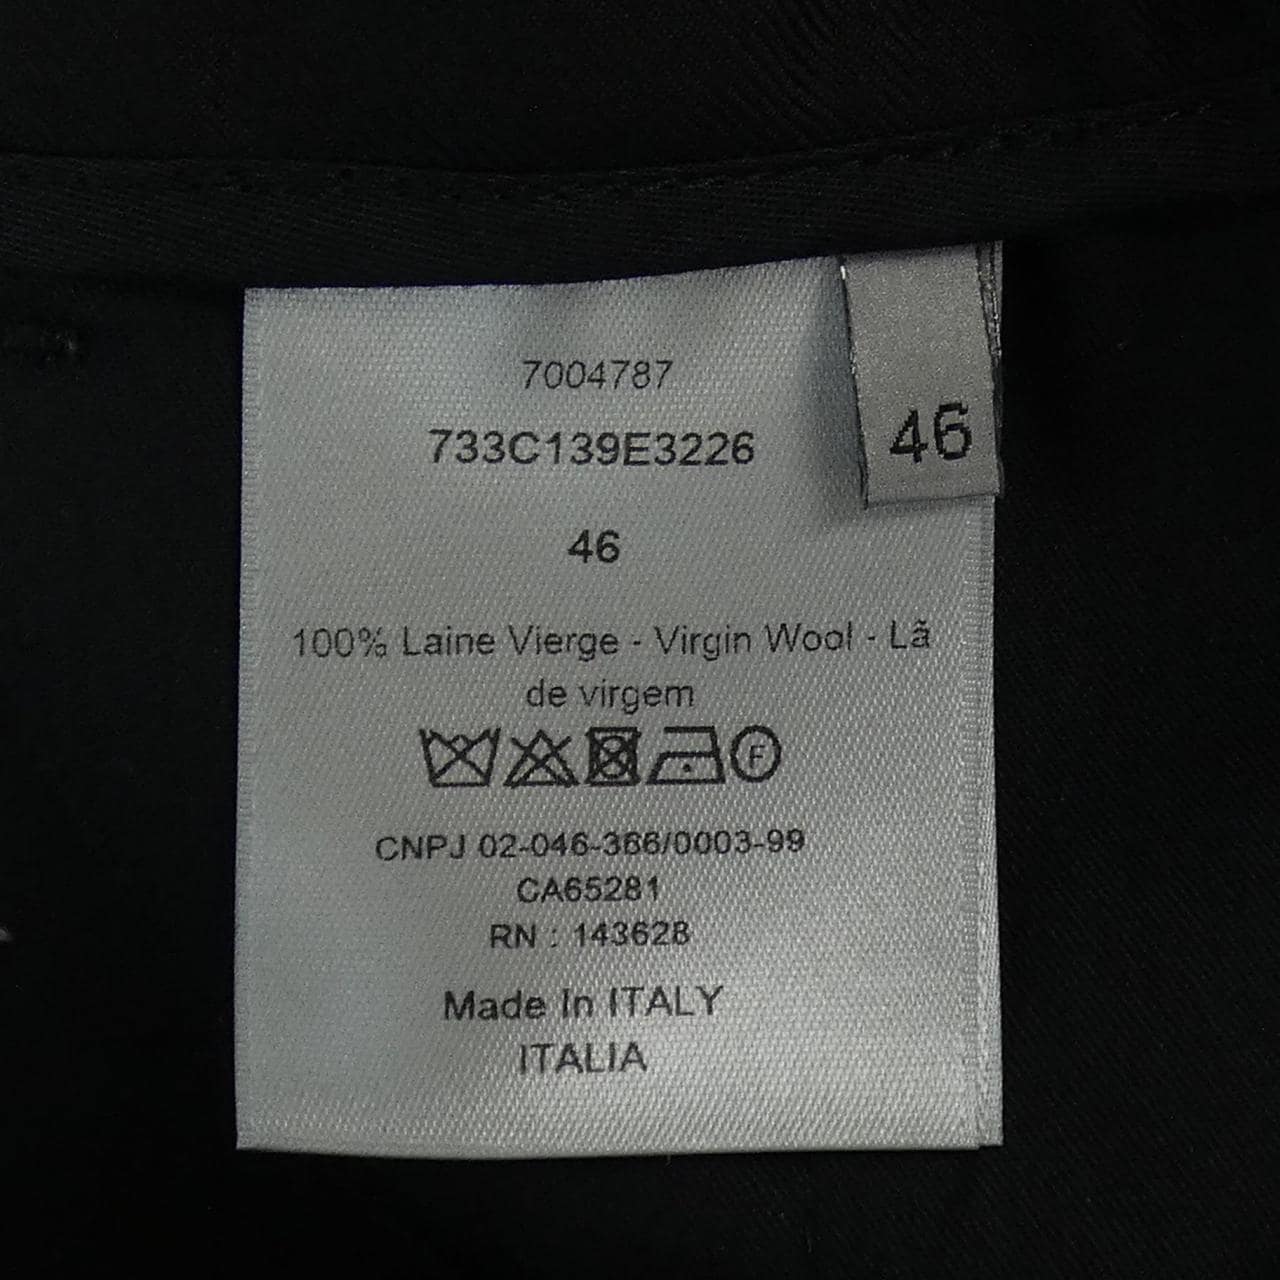 7004787
733C139E3226
46
46
100% Laine Vierge - Virgin Wool - Lã
de virgem
F
CNPJ 02-046-366/0003-99
CA65281
RN : 143628
Made In ITALY
ITALIA